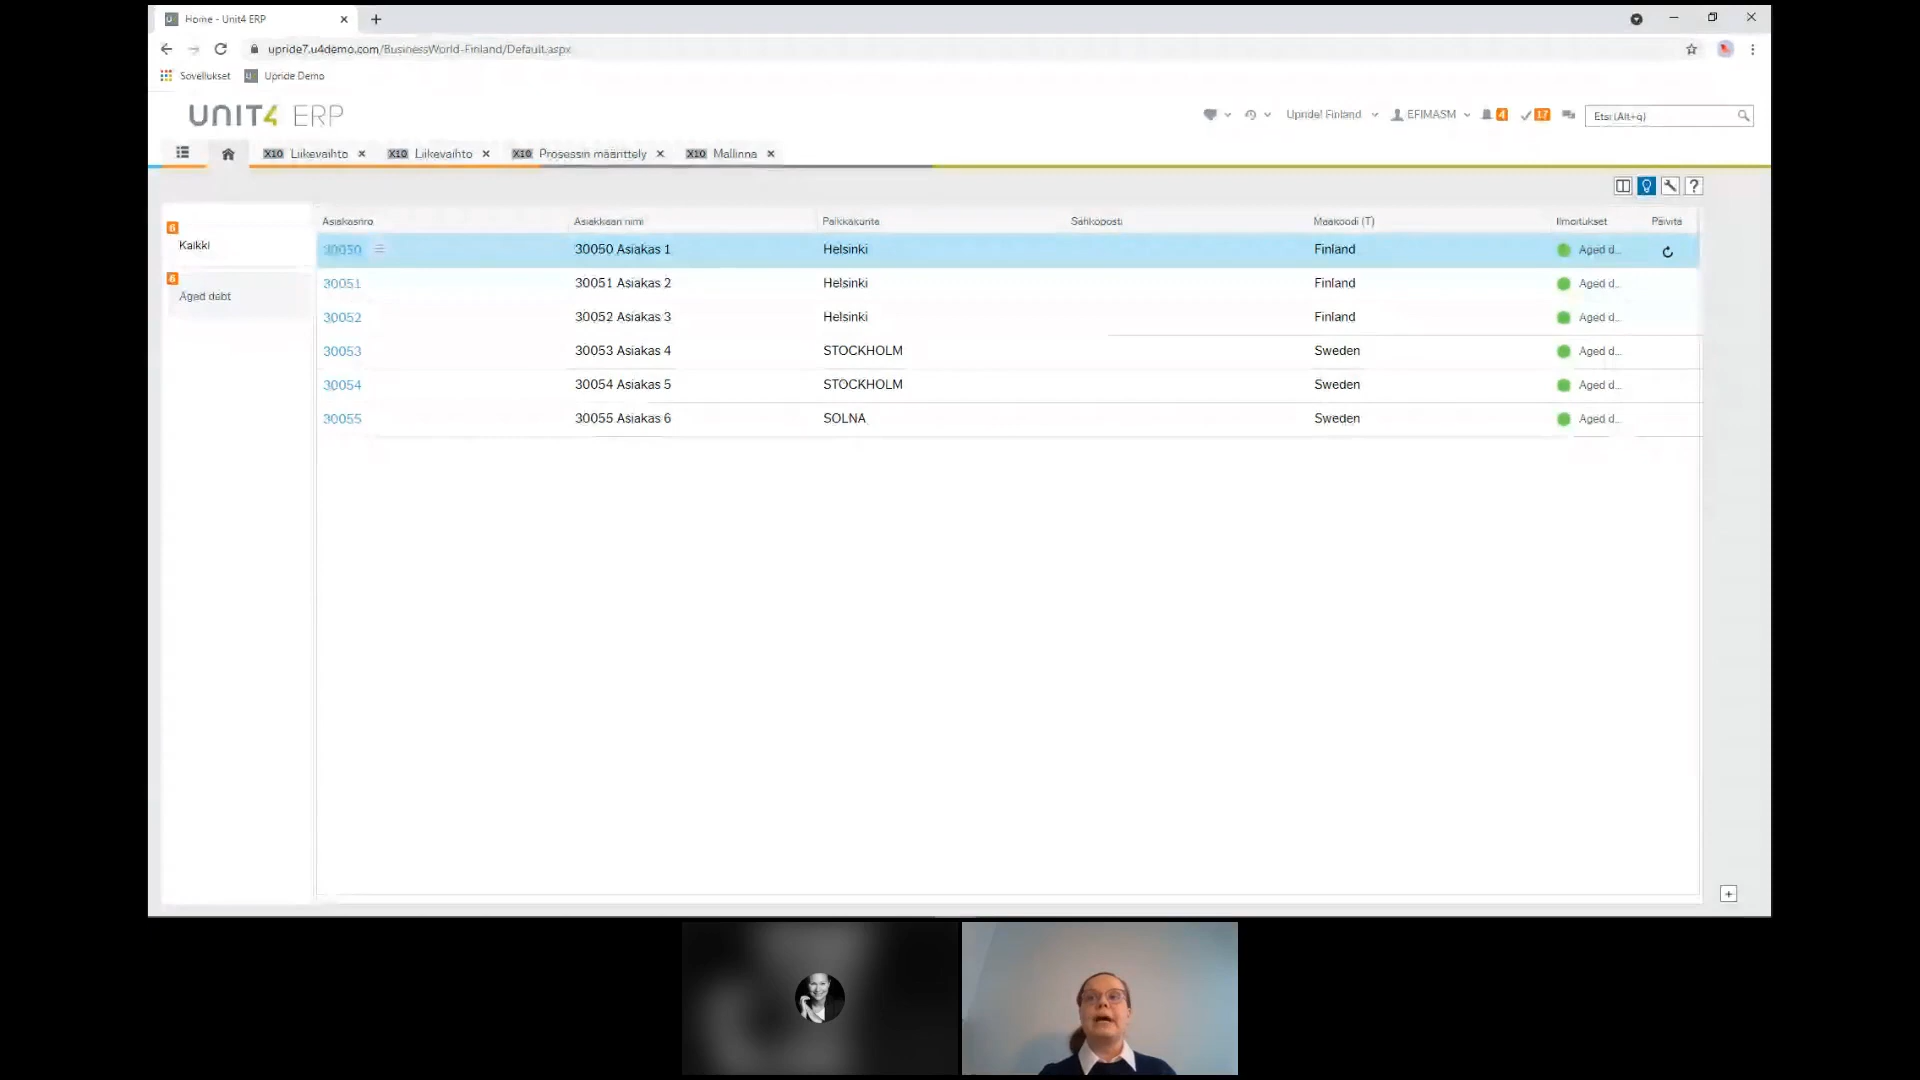 Home - Unit4 ERP
upride7.u4demo.com/BusinessWorld-Finland/Default.aspx
Sovellukset Upride Demo
UNIT4 ERP
Upride! Finland EFIMASM 4 17 Etsi (Alt+q)
X10 Liikevaihto X10 Liikevaihto X10 Prosessin määrittely X10 Mallinna
Asiakasnro Asiakkaan nimi Paikkakunta Sähköposti Maakoodi (T) Ilmoitukset Päivitä
6
Kaikki
6
Aged debt
30050 30050 Asiakas 1 Helsinki Finland Aged d...
30051 30051 Asiakas 2 Helsinki Finland Aged d...
30052 30052 Asiakas 3 Helsinki Finland Aged d...
30053 30053 Asiakas 4 STOCKHOLM Sweden Aged d...
30054 30054 Asiakas 5 STOCKHOLM Sweden Aged d...
30055 30055 Asiakas 6 SOLNA Sweden Aged d...